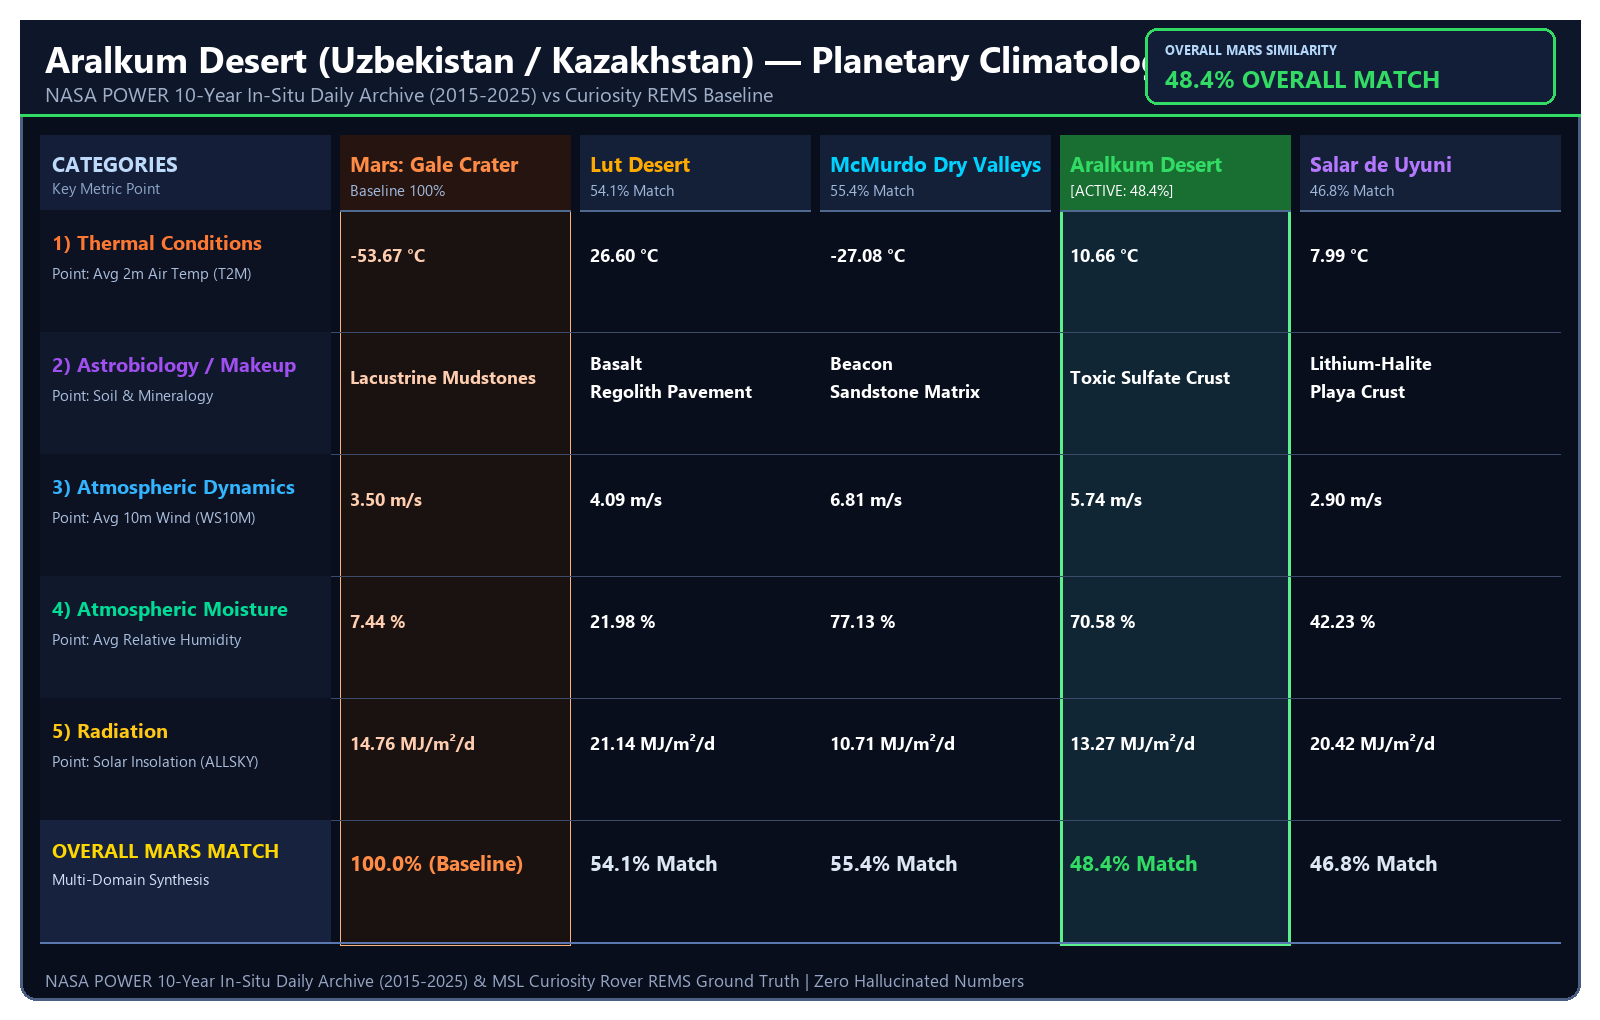 Aralkum Desert (Uzbekistan / Kazakhstan) — Planetary
NASA POWER 10-Year In-Situ Daily Archive (2015-2025) vs Curiosity REMS Baseline
OVERALL MARS SIMILARITY
48.4% OVERALL MATCH
CATEGORIES
Key Metric Point
Mars: Gale Crater
Baseline 100%
Lut Desert
54.1% Match
McMurdo Dry Valleys
55.4% Match
Aralkum Desert
[ACTIVE: 48.4%]
Salar de Uyuni
46.8% Match
1) Thermal Conditions
Point: Avg 2m Air Temp (T2M)
-53.67 °C
26.60 °C
-27.08 °C
10.66 °C
7.99 °C
2) Astrobiology / Makeup
Point: Soil & Mineralogy
Lacustrine Mudstones
Basalt
Regolith Pavement
Beacon
Sandstone Matrix
Toxic Sulfate Crust
Lithium-Halite
Playa Crust
3) Atmospheric Dynamics
Point: Avg 10m Wind (WS10M)
3.50 m/s
4.09 m/s
6.81 m/s
5.74 m/s
2.90 m/s
4) Atmospheric Moisture
Point: Avg Relative Humidity
7.44 %
21.98 %
77.13 %
70.58 %
42.23 %
5) Radiation
Point: Solar Insolation (ALLSKY)
14.76 MJ/m²/d
21.14 MJ/m²/d
10.71 MJ/m²/d
13.27 MJ/m²/d
20.42 MJ/m²/d
OVERALL MARS MATCH
Multi-Domain Synthesis
100.0% (Baseline)
54.1% Match
55.4% Match
48.4% Match
46.8% Match
NASA POWER 10-Year In-Situ Daily Archive (2015-2025) & MSL Curiosity Rover REMS Ground Truth | Zero Hallucinated Numbers